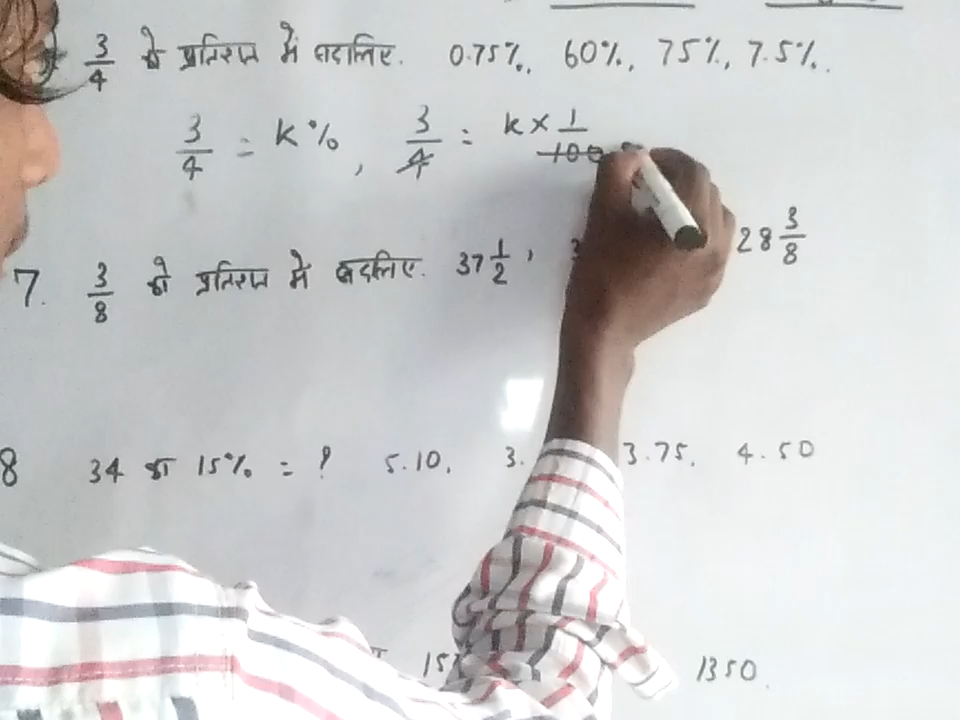 3/4 को प्रतिशत में बदलिए. 0.75%, 60%, 75%, 7.5%.
3/4 = K%, 3/4 = K × 1/100
7. 3/8 को प्रतिशत में बदलिए. 37 1/2, 28 3/8
8 34 का 15% = ? 5.10, 3. 3.75, 4.50
15 1350